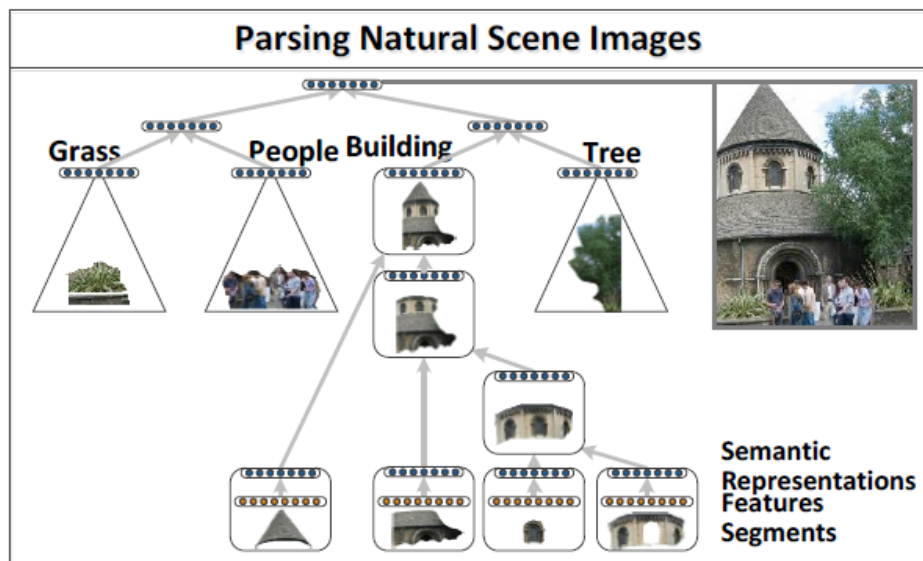 Parsing Natural Scene Images
Grass
People
Building
Tree
Semantic
Representations
Features
Segments